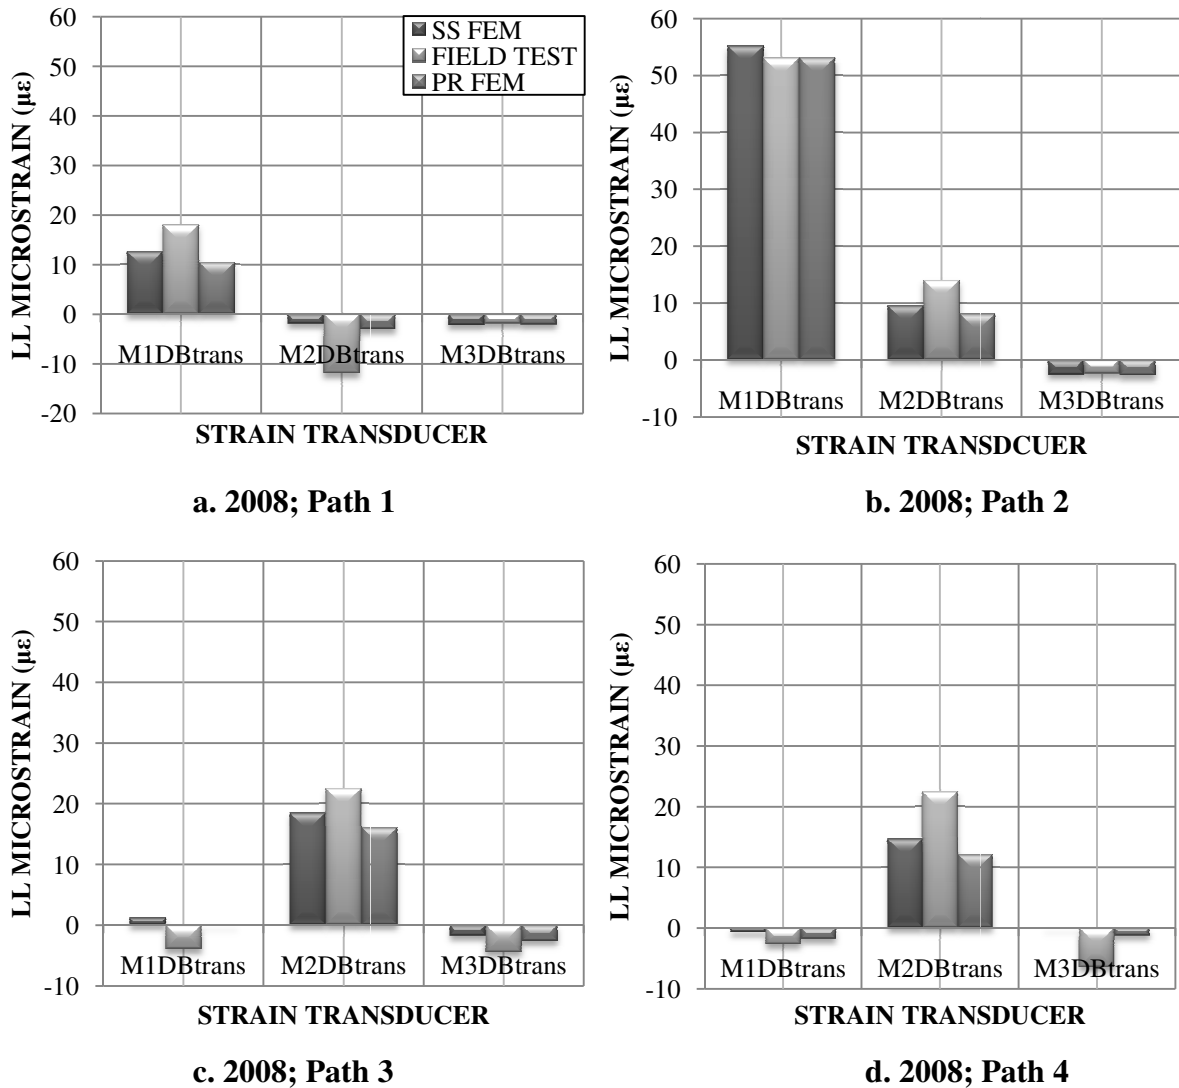 60
50
40
30
20
10
0
-10
-20
LL MICROSTRAIN (µε)
SS FEM
FIELD TEST
PR FEM
M1DBtrans M2DBtrans M3DBtrans
STRAIN TRANSDUCER
a. 2008; Path 1
60
50
40
30
20
10
0
-10
LL MICROSTRAIN (µε)
M1DBtrans M2DBtrans M3DBtrans
STRAIN TRANSDCUER
b. 2008; Path 2
60
50
40
30
20
10
0
-10
LL MICROSTRAIN (µε)
M1DBtrans M2DBtrans M3DBtrans
STRAIN TRANSDUCER
c. 2008; Path 3
60
50
40
30
20
10
0
-10
LL MICROSTRAIN (µε)
M1DBtrans M2DBtrans M3DBtrans
STRAIN TRANSDUCER
d. 2008; Path 4